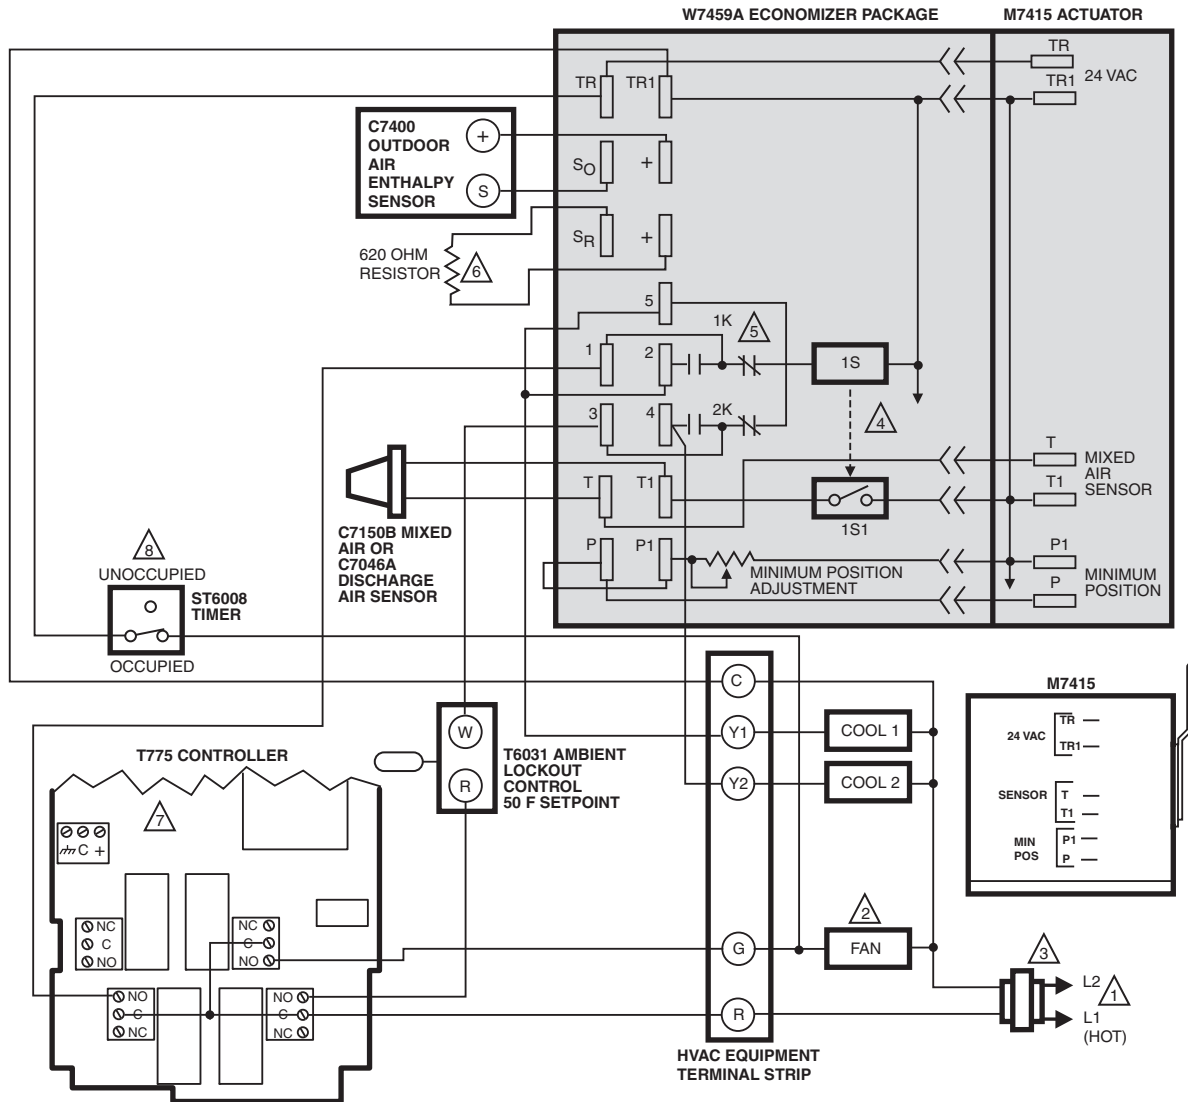 W7459A ECONOMIZER PACKAGE
M7415 ACTUATOR
TR
24 VAC
TR1
TR
TR1
C7400
OUTDOOR
AIR
ENTHALPY
SENSOR
+
S
SO
+
SR
+
620 OHM
RESISTOR
6
5
1K
5
1
2
1S
3
4
2K
4
T
MIXED
AIR
SENSOR
T1
T
T1
1S1
C7150B MIXED
AIR OR
C7046A
DISCHARGE
AIR SENSOR
P
P1
MINIMUM POSITION
ADJUSTMENT
P1
MINIMUM
POSITION
P
8
UNOCCUPIED
ST6008
TIMER
OCCUPIED
C
Y1
COOL 1
Y2
COOL 2
W
R
T6031 AMBIENT
LOCKOUT
CONTROL
50 F SETPOINT
M7415
24 VAC
TR
TR1
SENSOR
T
T1
MIN
POS
P1
P
T775 CONTROLLER
7
C +
NC
C
NO
NC
C
NO
NO
C
NC
NO
C
NC
G
2
FAN
R
3
L2
1
L1
(HOT)
HVAC EQUIPMENT
TERMINAL STRIP